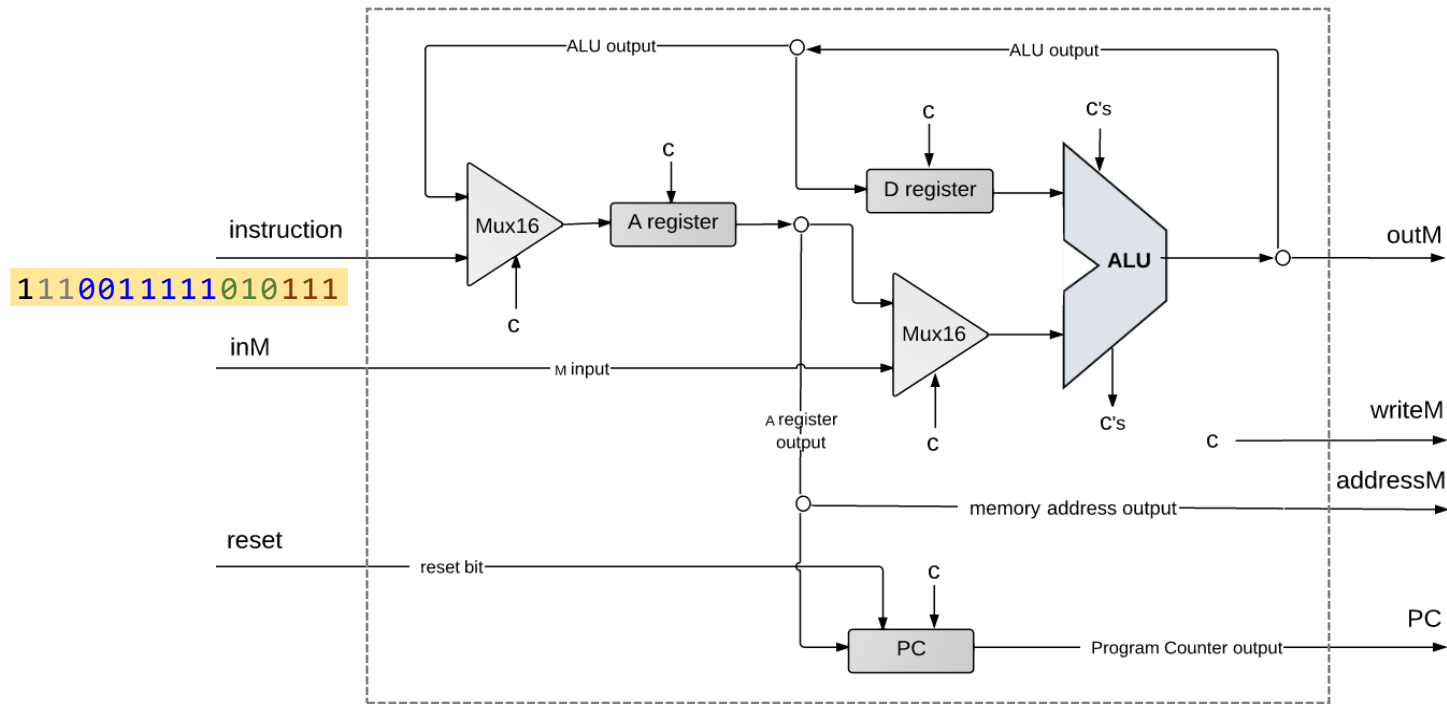 ALU output
ALU output
c
c's
c
D register
instruction
Mux16
A register
outM
ALU
1110011111010111
c
Mux16
inM
M input
writeM
A register
output
c
c's
c
addressM
memory address output
reset
reset bit
c
PC
PC
Program Counter output